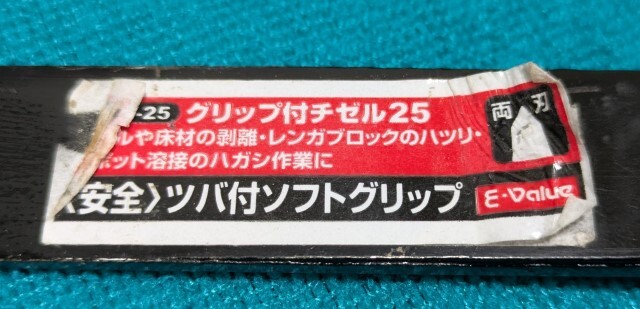 -25 グリップ付チゼル25
両刃
ルや床材の剥離・レンガブロックのハツリ・
ポット溶接のハガシ作業に
〈安全〉ツバ付ソフトグリップ
E-Value